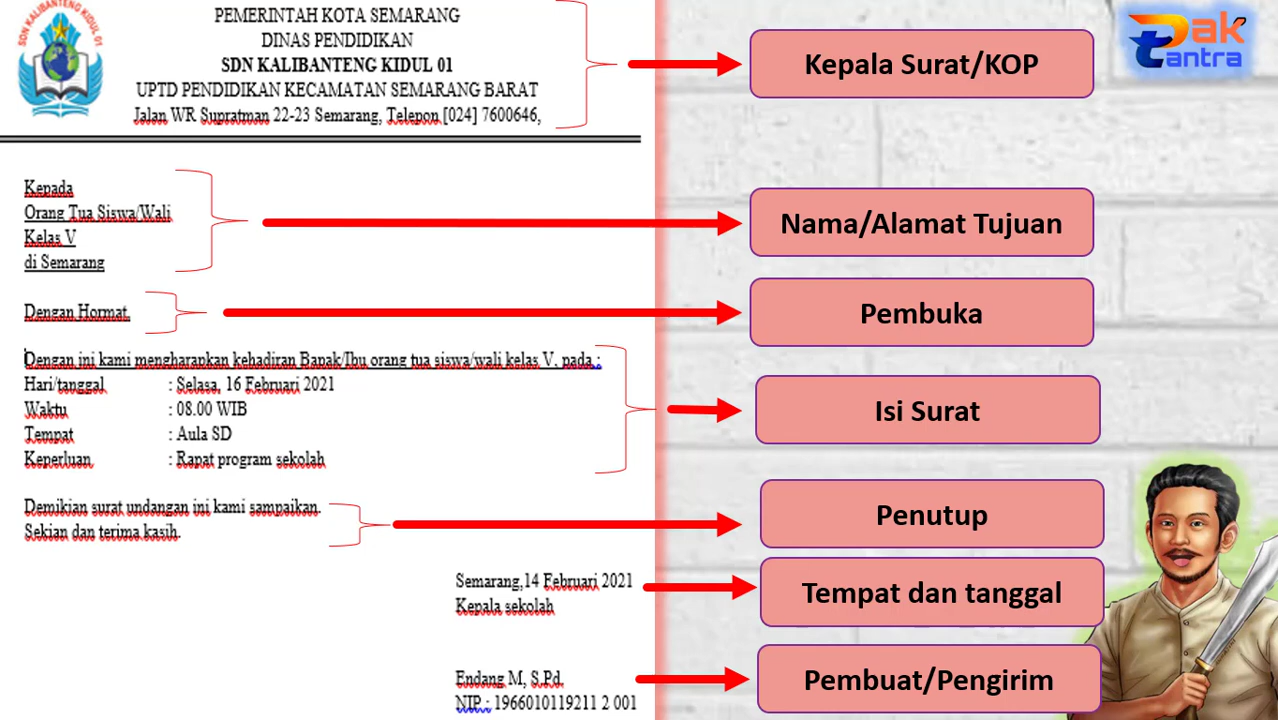 SDN KALIBANTENG KIDUL 01
PEMERINTAH KOTA SEMARANG
DINAS PENDIDIKAN
SDN KALIBANTENG KIDUL 01
UPTD PENDIDIKAN KECAMATAN SEMARANG BARAT
Jalan WR Supratman 22-23 Semarang, Telepon [024] 7600646,
Kepala Surat/KOP
Dak
tantra
Kepada
Orang Tua Siswa/Wali
Kelas V
di Semarang
Nama/Alamat Tujuan
Dengan Hormat,
Pembuka
Dengan ini kami mengharapkan kehadiran Bapak/Ibu orang tua siswa/wali kelas V, pada :
Hari/tanggal : Selasa, 16 Februari 2021
Waktu : 08.00 WIB
Tempat : Aula SD
Keperluan : Rapat program sekolah
Isi Surat
Demikian surat undangan ini kami sampaikan.
Sekian dan terima kasih.
Penutup
Semarang,14 Februari 2021
Kepala sekolah
Tempat dan tanggal
Endang M, S.Pd.
NIP : 1966010119211 2 001
Pembuat/Pengirim